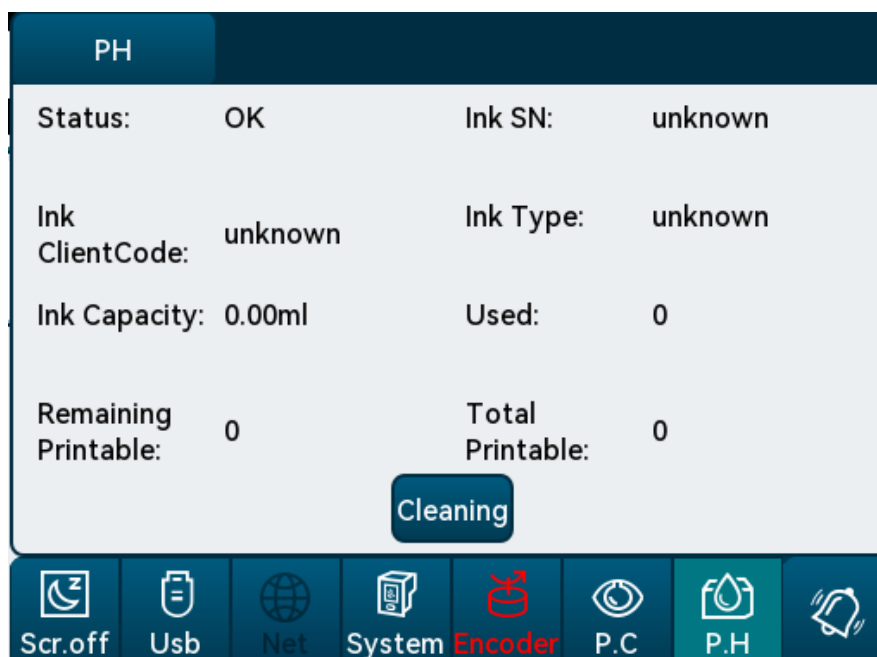 PH
Status: OK Ink SN: unknown
Ink ClientCode: unknown Ink Type: unknown
Ink Capacity: 0.00ml Used: 0
Remaining Printable: 0 Total Printable: 0
Cleaning
Scr.off Usb Net System Encoder P.C P.H